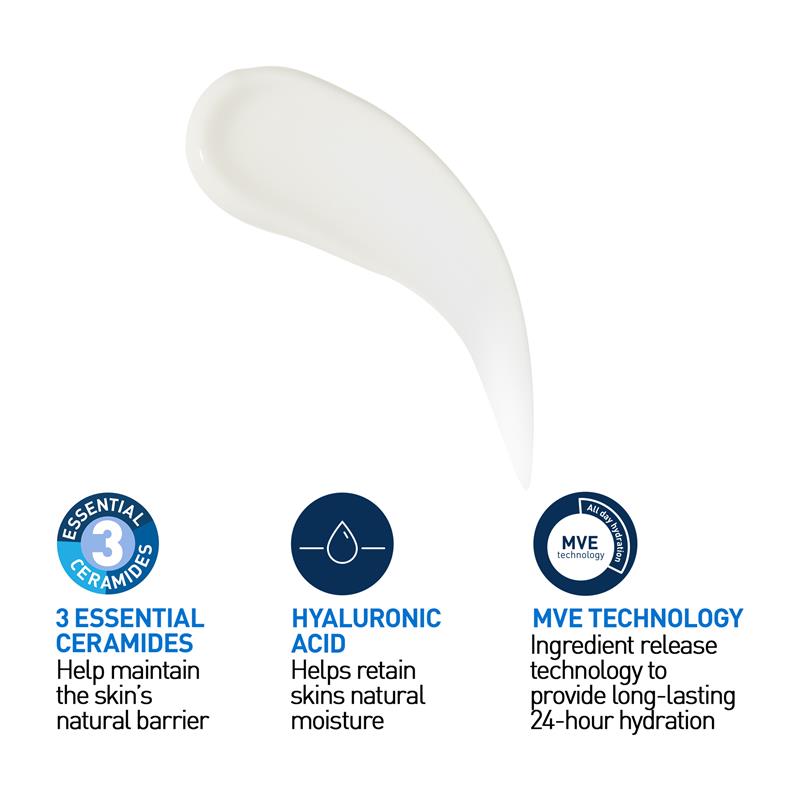 ESSENTIAL
3
CERAMIDES
3 ESSENTIAL
CERAMIDES
Help maintain
the skin's
natural barrier
HYALURONIC
ACID
Helps retain
skins natural
moisture
All day hydration
MVE
technology
MVE TECHNOLOGY
Ingredient release
technology to
provide long-lasting
24-hour hydration